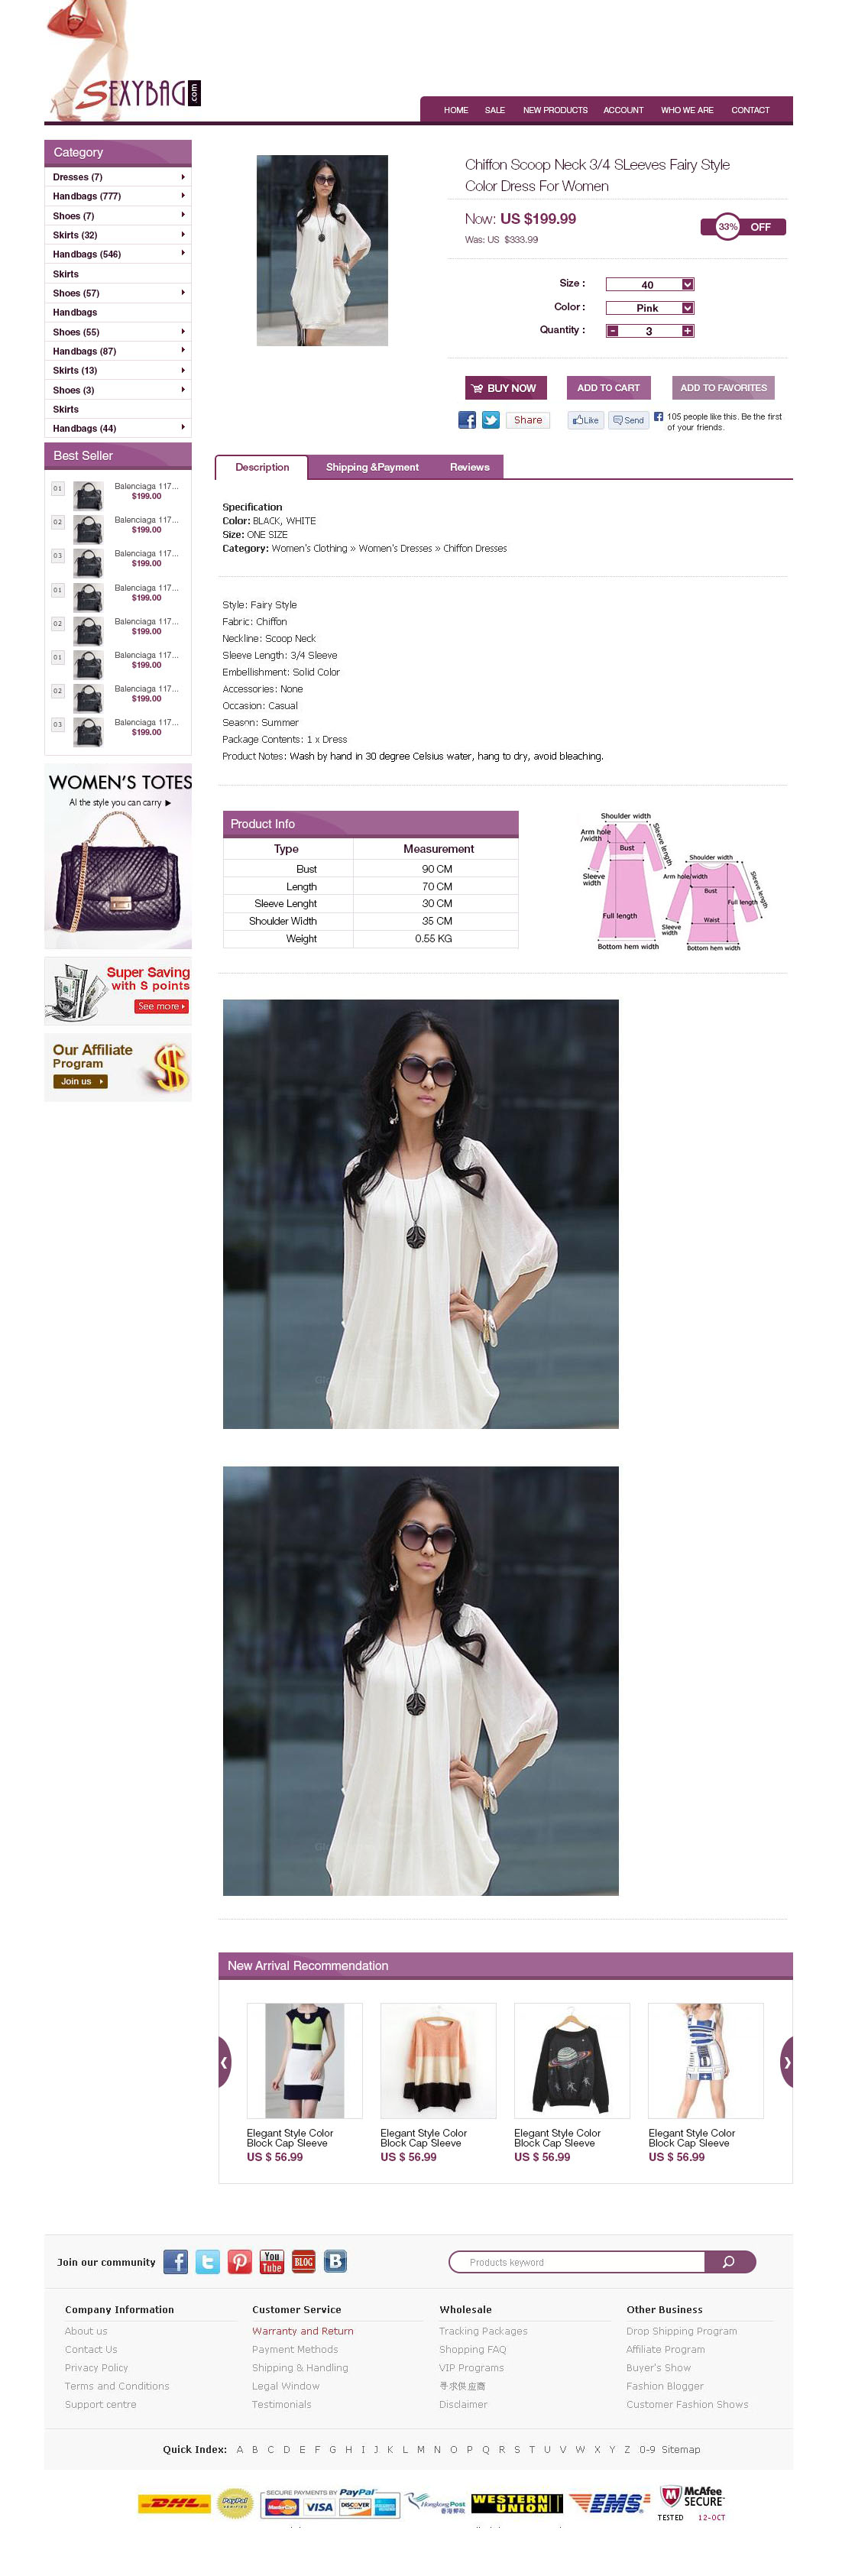 SEXYBAG.com
HOME SALE NEW PRODUCTS ACCOUNT WHO WE ARE CONTACT
Category
Dresses (7)
Handbags (777)
Shoes (7)
Skirts (32)
Handbags (546)
Skirts
Shoes (57)
Handbags
Shoes (55)
Handbags (87)
Skirts (13)
Shoes (3)
Skirts
Handbags (44)
Best Seller
01 Balenciaga 117...
$199.00
02 Balenciaga 117...
$199.00
03 Balenciaga 117...
$199.00
01 Balenciaga 117...
$199.00
02 Balenciaga 117...
$199.00
01 Balenciaga 117...
$199.00
02 Balenciaga 117...
$199.00
03 Balenciaga 117...
$199.00
WOMEN'S TOTES
Al the style you can carry
Super Saving
with S points
See more
Our Affiliate
Program
Join us
Chiffon Scoop Neck 3/4 SLeeves Fairy Style
Color Dress For Women
Now: US $199.99
Was: US $333.99
33% OFF
Size : 40
Color : Pink
Quantity : - 3 +
BUY NOW ADD TO CART ADD TO FAVORITES
Share Like Send 105 people like this. Be the first
of your friends.
Description Shipping &Payment Reviews
Specification
Color: BLACK, WHITE
Size: ONE SIZE
Category: Women's Clothing » Women's Dresses » Chiffon Dresses
Style: Fairy Style
Fabric: Chiffon
Neckline: Scoop Neck
Sleeve Length: 3/4 Sleeve
Embellishment: Solid Color
Accessories: None
Occasion: Casual
Season: Summer
Package Contents: 1 x Dress
Product Notes: Wash by hand in 30 degree Celsius water, hang to dry, avoid bleaching.
Product Info
Type Measurement
Bust 90 CM
Length 70 CM
Sleeve Lenght 30 CM
Shoulder Width 35 CM
Weight 0.55 KG
Shoulder width
Arm hole
/width
Sleeve length
Bust
Sleeve
width
Full length
Bottom hem width
Shoulder width
Arm hole/width
Sleeve length
Bust
Full length
Waist
Sleeve
width
Bottom hem width
New Arrival Recommendation
Elegant Style Color
Block Cap Sleeve
US $ 56.99
Elegant Style Color
Block Cap Sleeve
US $ 56.99
Elegant Style Color
Block Cap Sleeve
US $ 56.99
Elegant Style Color
Block Cap Sleeve
US $ 56.99
Join our community
You
Tube
BLOG
B
Products keyword
Company Information
About us
Contact Us
Privacy Policy
Terms and Conditions
Support centre
Customer Service
Warranty and Return
Payment Methods
Shipping & Handling
Legal Window
Testimonials
Wholesale
Tracking Packages
Shopping FAQ
VIP Programs
寻求供应商
Disclaimer
Other Business
Drop Shipping Program
Affiliate Program
Buyer's Show
Fashion Blogger
Customer Fashion Shows
Quick Index: A B C D E F G H I J K L M N O P Q R S T U V W X Y Z 0-9 Sitemap
DHL
PayPal
VERIFIED
SECURE PAYMENTS BY PayPal
MasterCard VISA DISCOVER
Hongkong Post
香港郵政
WESTERN
UNION
EMS
McAfee
SECURE
TESTED 12-OCT